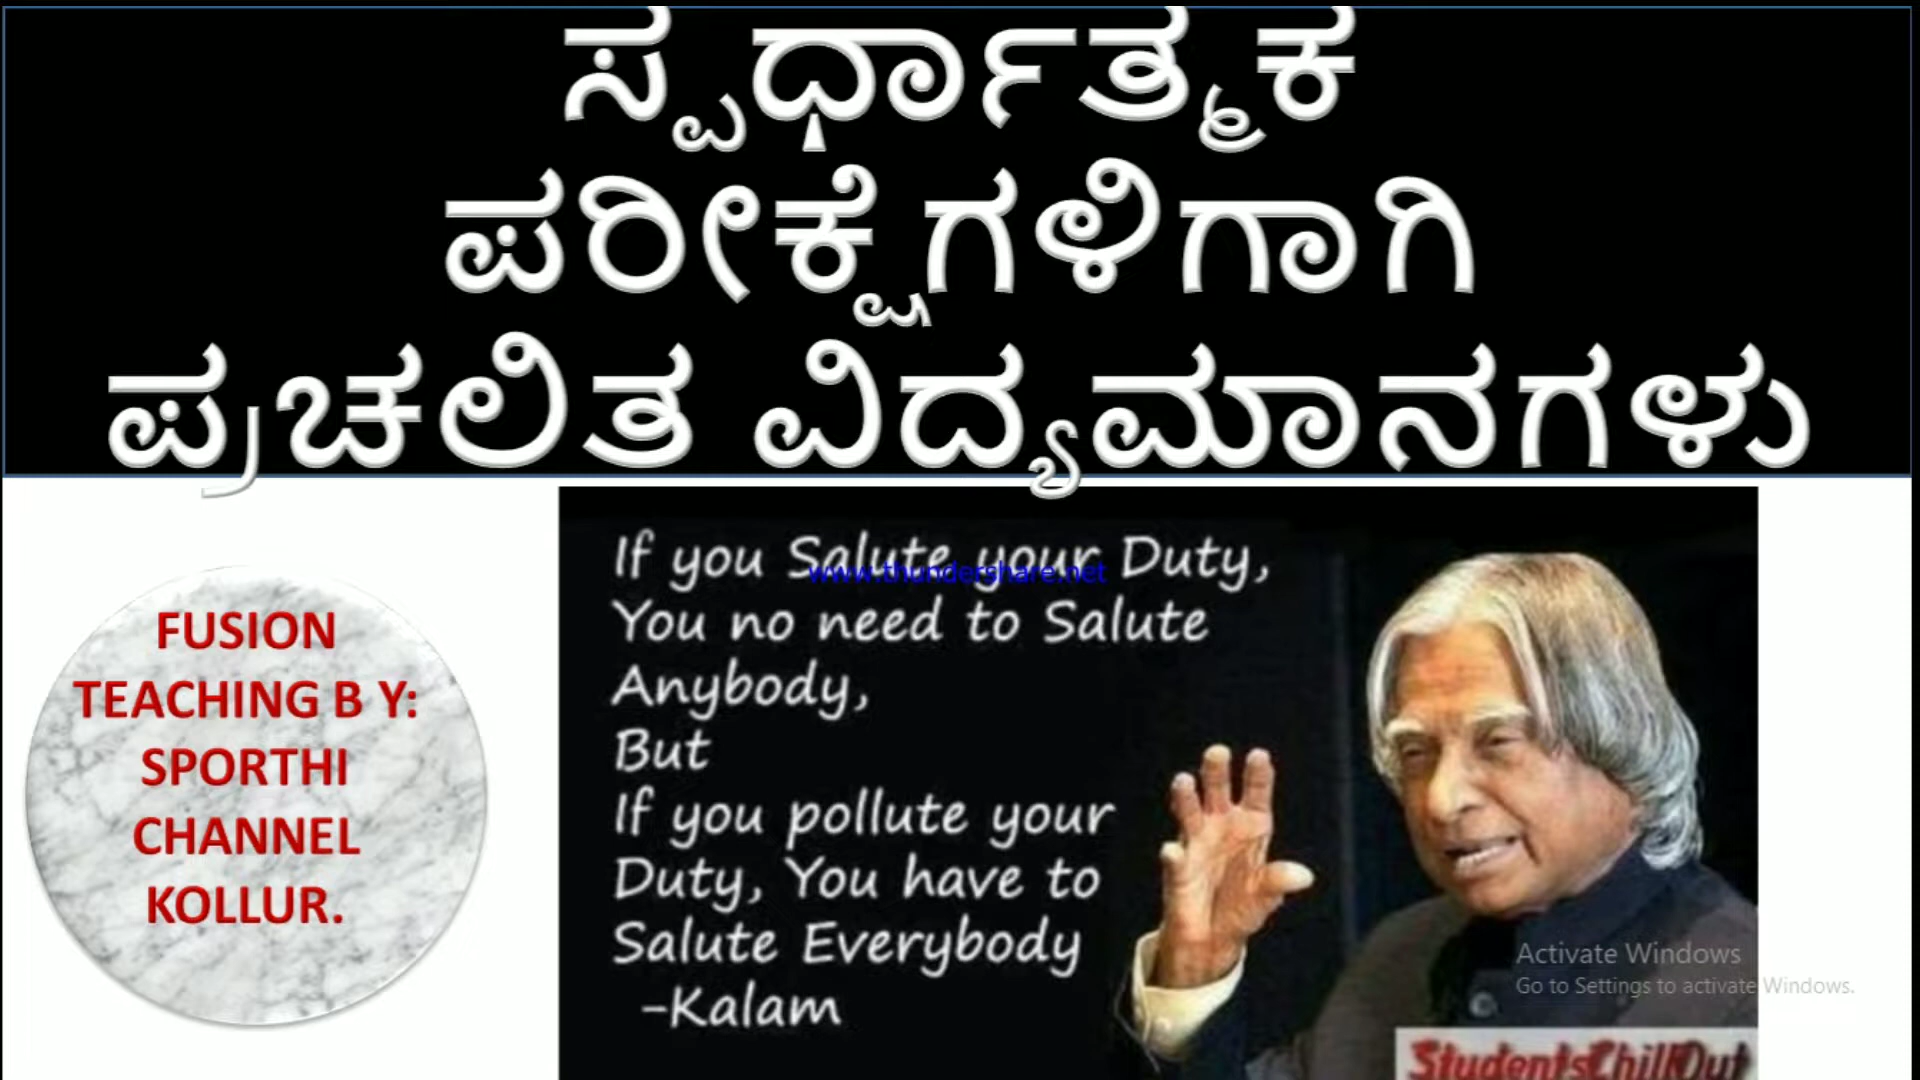 ಸ್ಪರ್ಧಾತ್ಮಕ
ಪರೀಕ್ಷೆಗಳಿಗಾಗಿ
ಪ್ರಚಲಿತ ವಿದ್ಯಮಾನಗಳು
FUSION
TEACHING B Y:
SPORTHI
CHANNEL
KOLLUR.
If you Salute your Duty,
www.thundershare.net
You no need to Salute
Anybody,
But
If you pollute your
Duty, You have to
Salute Everybody
-Kalam
Activate Windows
Go to Settings to activate Windows.
StudentsChillOut